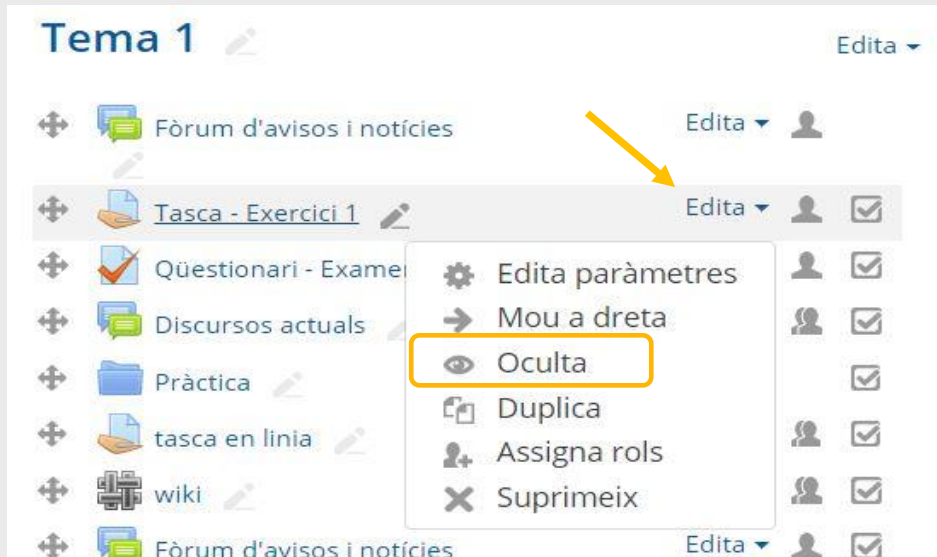 Tema 1
Edita
Fòrum d'avisos i notícies
Edita
Tasca - Exercici 1
Edita
Qüestionari - Examen
Edita paràmetres
Mou a dreta
Discursos actuals
Oculta
Pràctica
Duplica
tasca en linia
Assigna rols
wiki
Suprimeix
Fòrum d'avisos i notícies
Edita